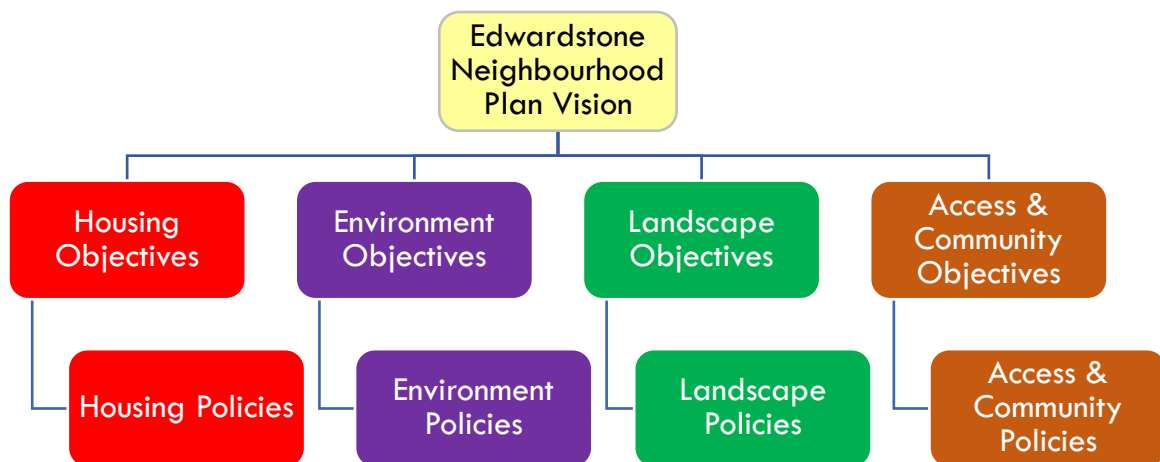 Edwardstone
Neighbourhood
Plan Vision
Housing
Objectives
Environment
Objectives
Landscape
Objectives
Access &
Community
Objectives
Housing Policies
Environment
Policies
Landscape
Policies
Access &
Community
Policies